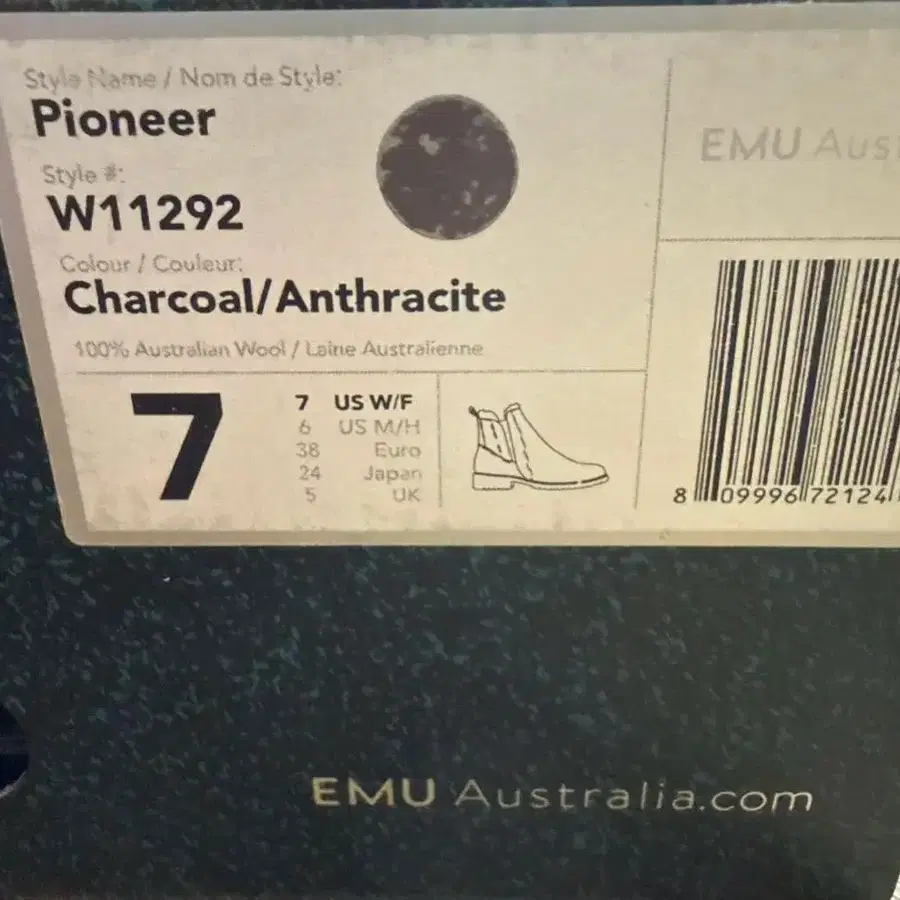 Style Name / Nom de Style:
Pioneer
Style #:
W11292
Colour / Couleur:
Charcoal/Anthracite
100% Australian Wool / Laine Australienne
7
7 US W/F
6 US M/H
38 Euro
24 Japan
5 UK
EMU Aus
8 09996 72124
EMU Australia.com